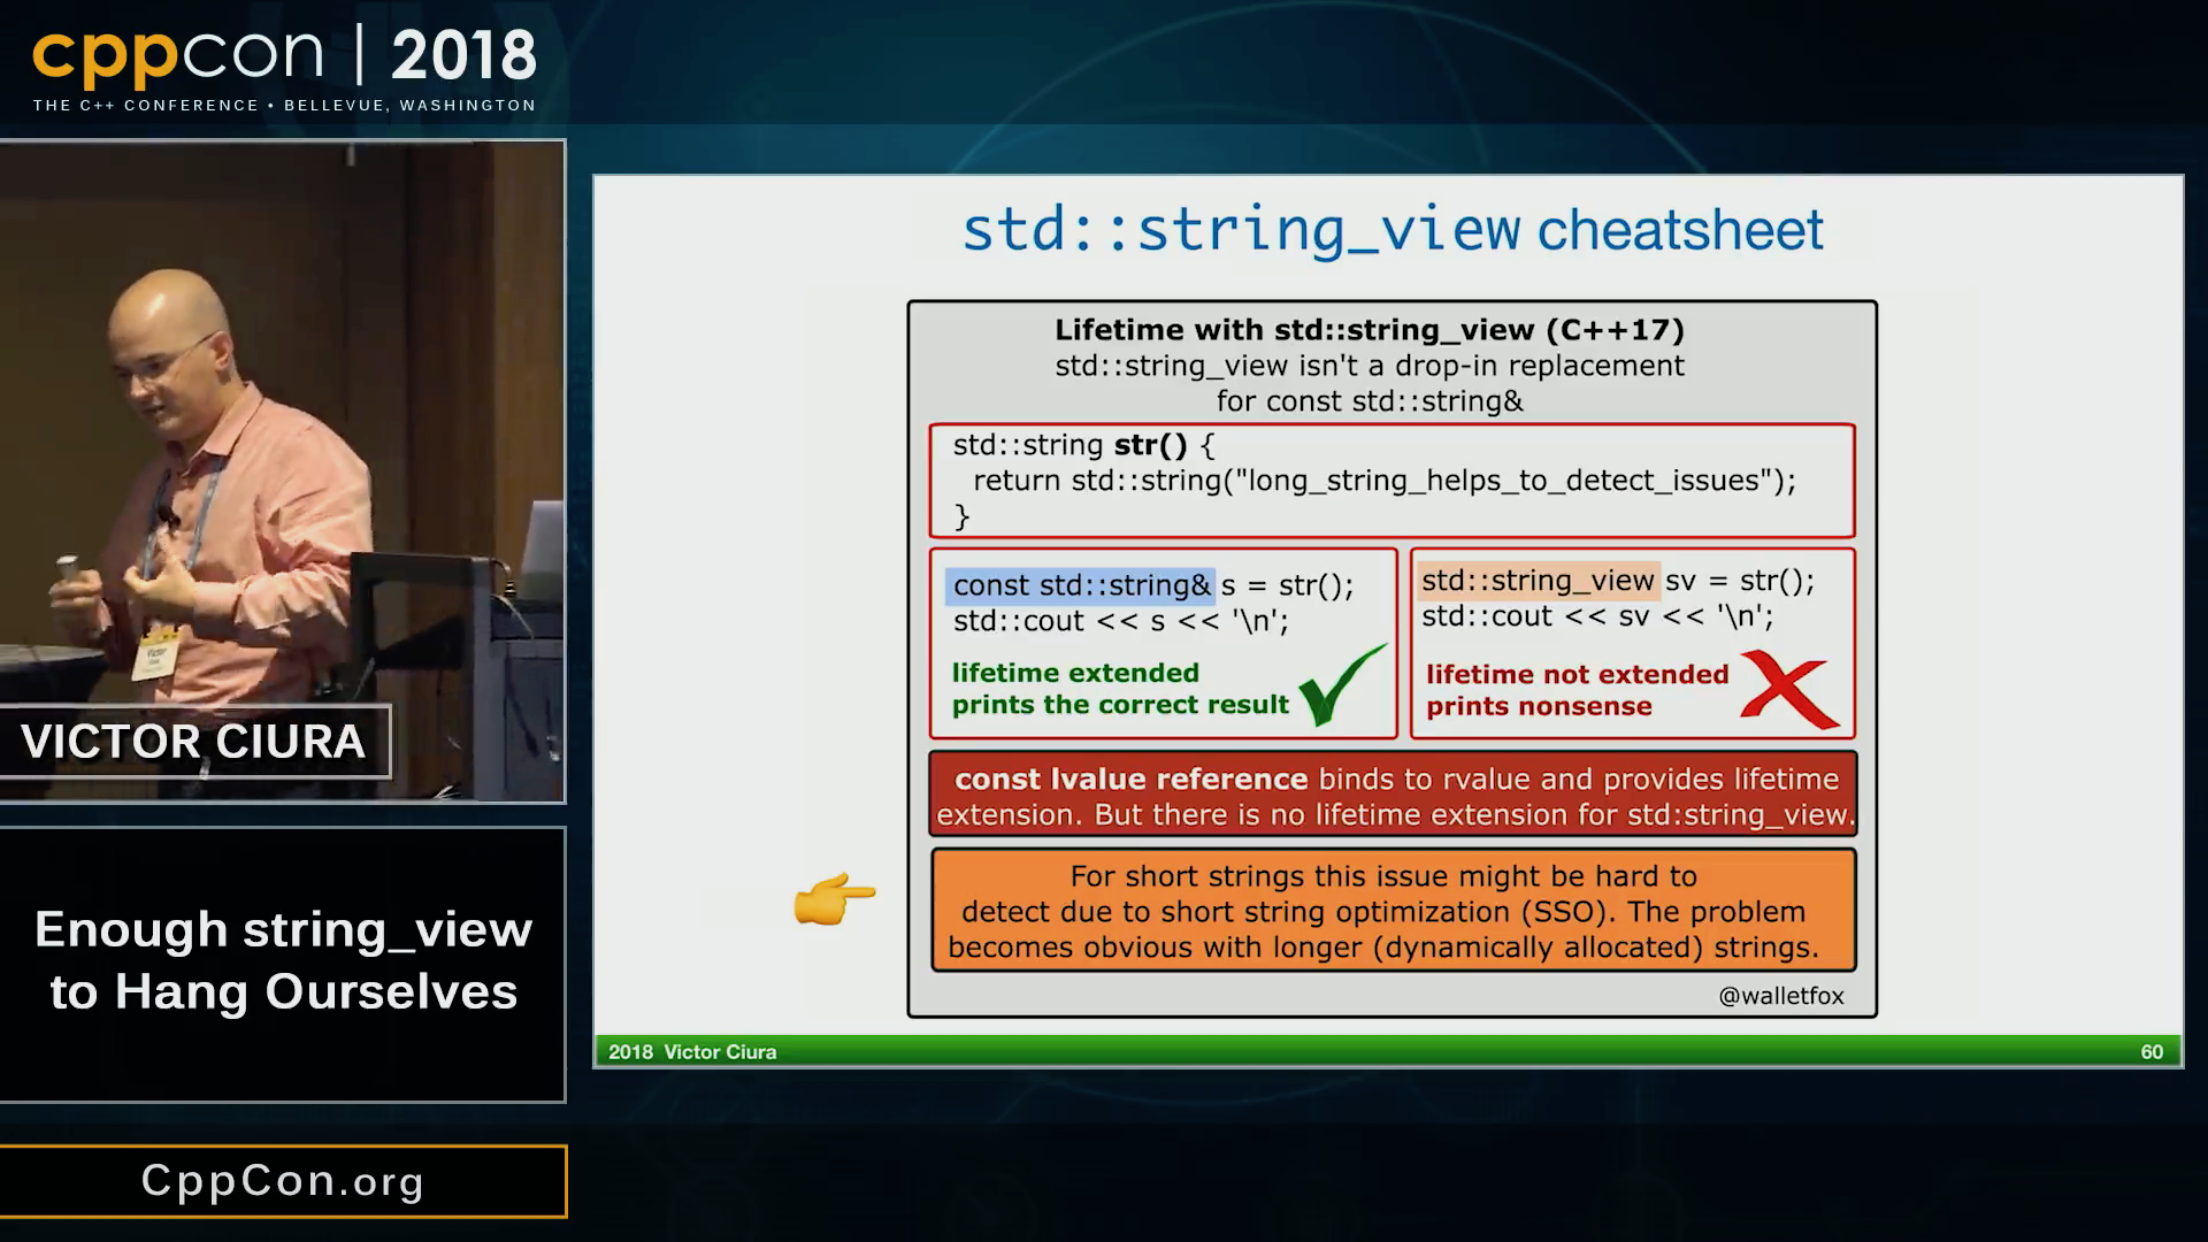 cppcon | 2018
THE C++ CONFERENCE • BELLEVUE, WASHINGTON
Victor
VICTOR CIURA
Enough string_view
to Hang Ourselves
CppCon.org
std::string_view cheatsheet
Lifetime with std::string_view (C++17)
std::string_view isn't a drop-in replacement
for const std::string&
std::string str() {
return std::string("long_string_helps_to_detect_issues");
}
const std::string& s = str();
std::cout << s << '\n';
lifetime extended
prints the correct result
std::string_view sv = str();
std::cout << sv << '\n';
lifetime not extended
prints nonsense
const lvalue reference binds to rvalue and provides lifetime
extension. But there is no lifetime extension for std:string_view.
For short strings this issue might be hard to
detect due to short string optimization (SSO). The problem
becomes obvious with longer (dynamically allocated) strings.
@walletfox
2018 Victor Ciura
60